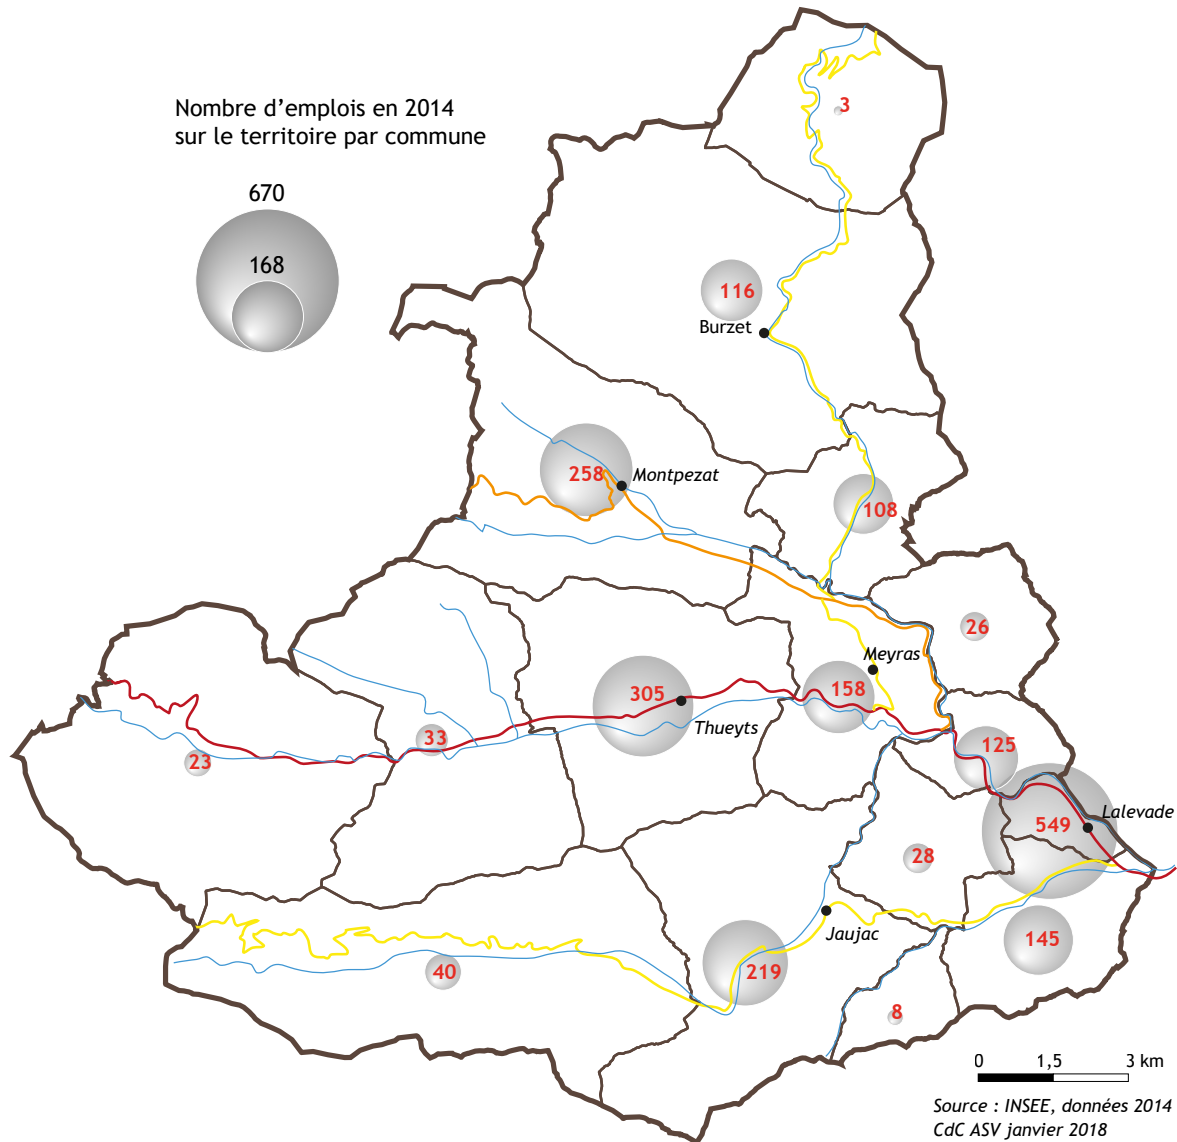 Nombre d'emplois en 2014
sur le territoire par commune
670
168
3
116
Burzet
258
Montpezat
108
26
Meyras
305
158
Thueyts
33
23
125
Lalevade
549
28
Jaujac
145
219
40
8
0 1,5 3 km
Source : INSEE, données 2014
CdC ASV janvier 2018